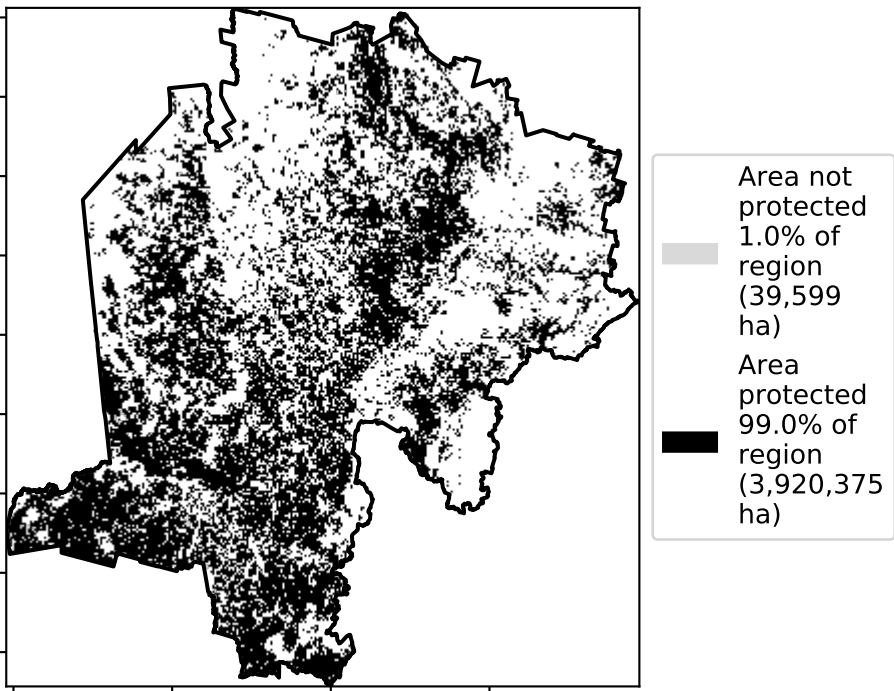 Area not
protected
1.0% of
region
(39,599
ha)
Area
protected
99.0% of
region
(3,920,375
ha)